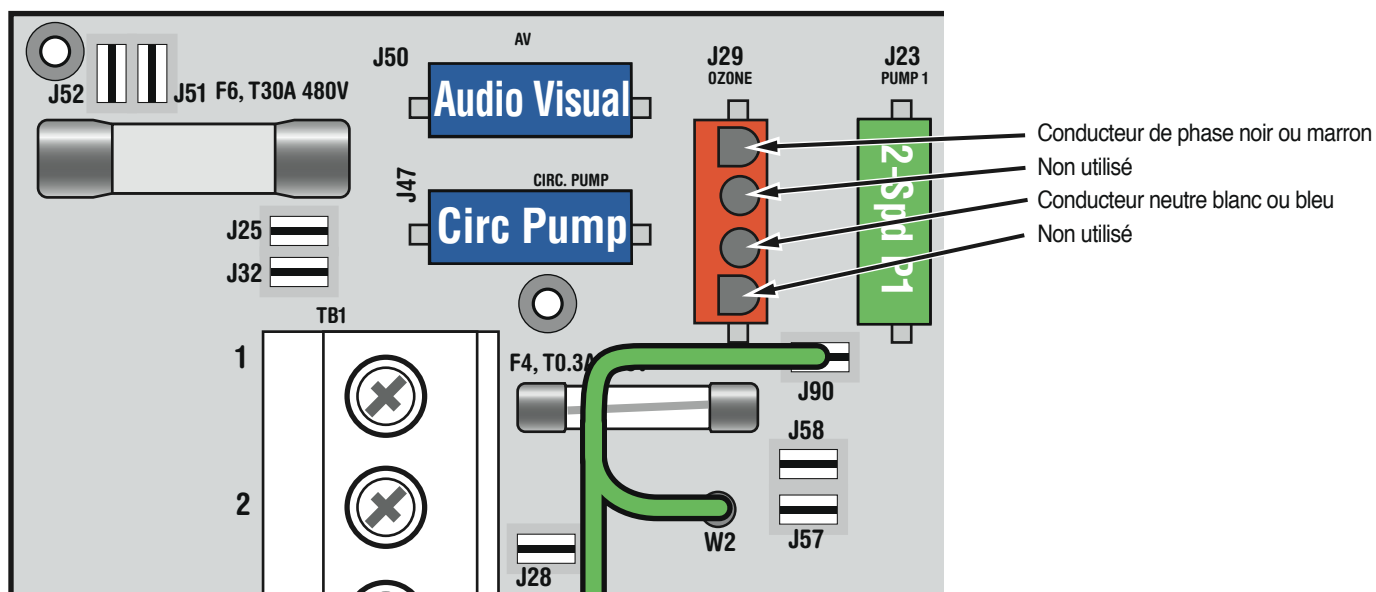 AV
J50
J29
J23
OZONE
PUMP 1
J52
J51 F6, T30A 480V
Audio Visual
Conducteur de phase noir ou marron
Non utilisé
Conducteur neutre blanc ou bleu
Non utilisé
2-Spd P1
J47
CIRC. PUMP
Circ Pump
J25
J32
TB1
1
F4, T0.3A
J90
J58
2
W2
J57
J28